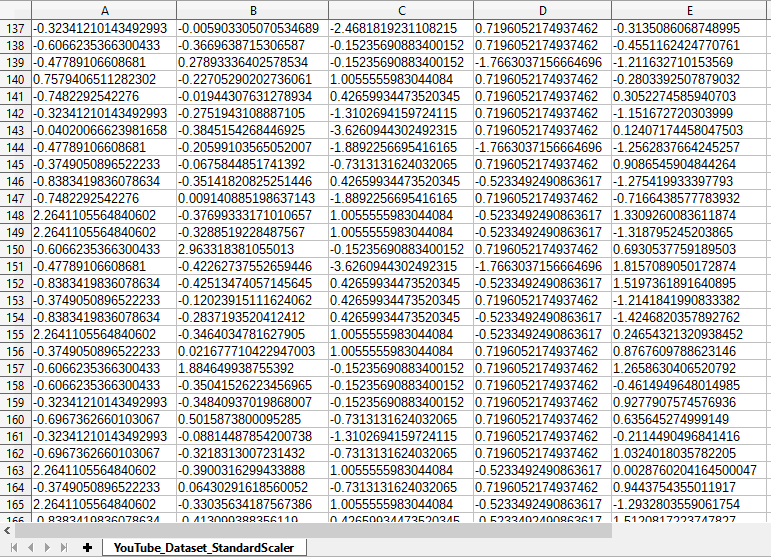 A B C D E
137 -0.32341210143492993 -0.005903305070534689 -2.4681819231108215 0.7196052174937462 -0.3135086068748995
138 -0.6066235366300433 -0.3669638715306587 -0.15235690883400152 0.7196052174937462 -0.4551162424770761
139 -0.47789106608681 0.27893336402578534 -0.15235690883400152 -1.7663037156664696 -1.211632710153569
140 0.7579406511282302 -0.22705290202736061 1.0055555983044084 0.7196052174937462 -0.2803392507879032
141 -0.7482292542276 -0.01944307631278934 0.42659934473520345 0.7196052174937462 0.3052274585940703
142 -0.32341210143492993 -0.2751943108887105 -1.3102694159724115 0.7196052174937462 -1.151672720303999
143 -0.04020066623981658 -0.3845154268446925 -3.6260944302492315 0.7196052174937462 0.12407174458047503
144 -0.47789106608681 -0.20599103565052007 -1.8892256695416165 -1.7663037156664696 -1.2562837664245257
145 -0.3749050896522233 -0.0675844851741392 -0.7313131624032065 0.7196052174937462 0.9086545904844264
146 -0.8383419836078634 -0.35141820825251446 0.42659934473520345 -0.5233492490863617 -1.275419933397793
147 -0.7482292542276 0.009140885198637143 -1.8892256695416165 0.7196052174937462 -0.7166438577783932
148 2.2641105564840602 -0.37699333171010657 1.0055555983044084 -0.5233492490863617 1.3309260083611874
149 2.2641105564840602 -0.3288519228487567 1.0055555983044084 -0.5233492490863617 -1.318795245203865
150 -0.6066235366300433 2.963318381055013 -0.15235690883400152 0.7196052174937462 0.6930537759189503
151 -0.47789106608681 -0.42262737552659446 -3.6260944302492315 -1.7663037156664696 1.8157089050172874
152 -0.8383419836078634 -0.42513474057145645 0.42659934473520345 -0.5233492490863617 1.5197361891640895
153 -0.3749050896522233 -0.12023915111624062 0.42659934473520345 0.7196052174937462 -1.2141841990833382
154 -0.8383419836078634 -0.2837193520412412 0.42659934473520345 -0.5233492490863617 -1.4246820357892762
155 2.2641105564840602 -0.3464034781627905 1.0055555983044084 -0.5233492490863617 0.24654321320938452
156 -0.3749050896522233 0.021677710422947003 1.0055555983044084 0.7196052174937462 0.8767609788623146
157 -0.6066235366300433 1.884649938755392 -0.15235690883400152 0.7196052174937462 1.2658630406520792
158 -0.6066235366300433 -0.35041526223456965 -0.15235690883400152 0.7196052174937462 -0.4614949648014985
159 -0.32341210143492993 -0.34840937019868007 -0.15235690883400152 0.7196052174937462 0.9277907574576936
160 -0.6967362660103067 0.5015873800095285 -0.7313131624032065 0.7196052174937462 0.635645274999149
161 -0.32341210143492993 -0.08814487854200738 -1.3102694159724115 0.7196052174937462 -0.2114490496841416
162 -0.6967362660103067 -0.3218313007231432 -0.7313131624032065 0.7196052174937462 1.0324018035782205
163 2.2641105564840602 -0.3900316299433888 1.0055555983044084 -0.5233492490863617 0.0028760204164500047
164 -0.3749050896522233 0.06430291618560052 -0.7313131624032065 0.7196052174937462 0.9443754355011917
165 2.2641105564840602 -0.33035634187567386 1.0055555983044084 -0.5233492490863617 -1.2932803559061754
166 -0.8383419836078634 -0.413099388356119 0.42659934473520345 -0.5233492490863617 1.5120817223747827
YouTube_Dataset_StandardScaler